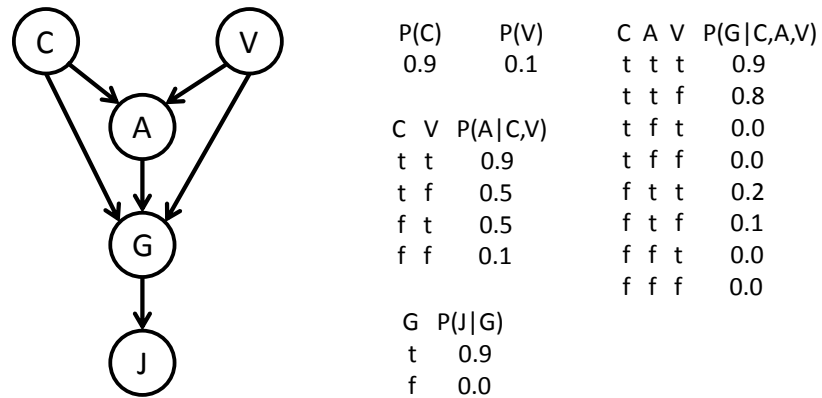 C
V
A
G
J
P(C) P(V)
0.9 0.1
C V P(A|C,V)
t t 0.9
t f 0.5
f t 0.5
f f 0.1
G P(J|G)
t 0.9
f 0.0
C A V P(G|C,A,V)
t t t 0.9
t t f 0.8
t f t 0.0
t f f 0.0
f t t 0.2
f t f 0.1
f f t 0.0
f f f 0.0